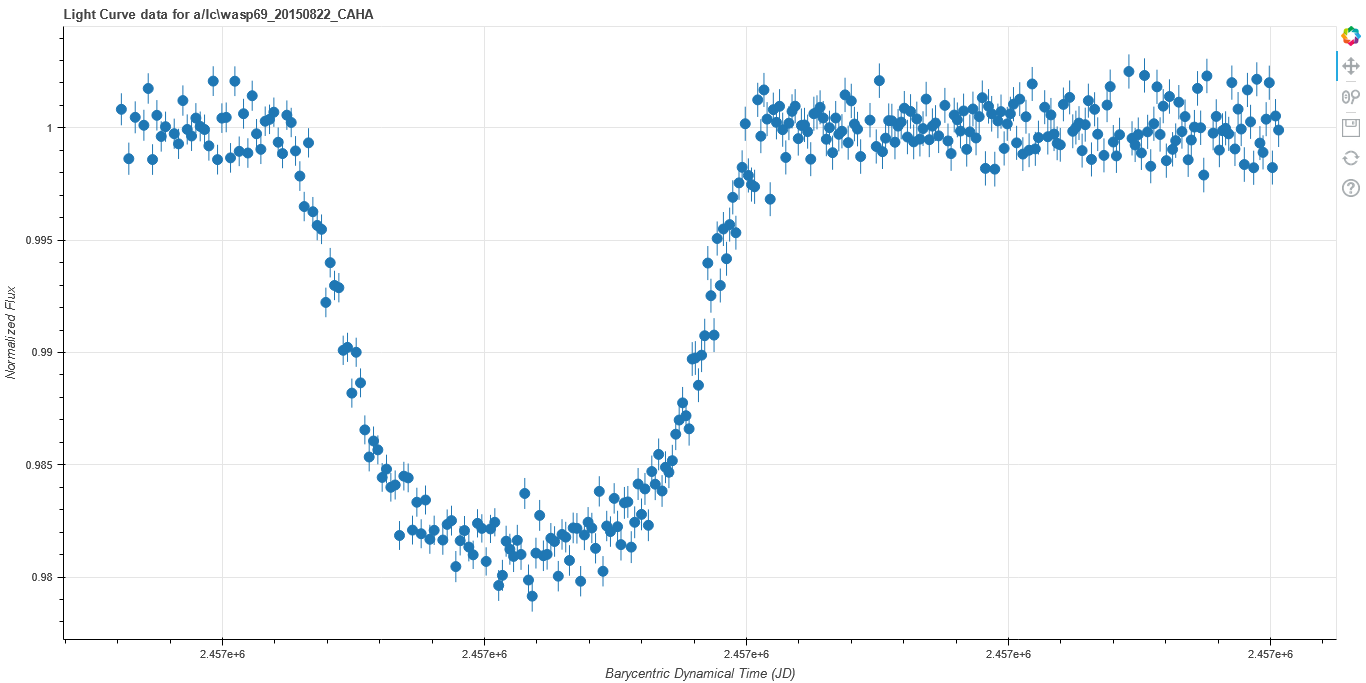 Light Curve data for a/lc\wasp69_20150822_CAHA
1
0.995
0.99
0.985
0.98
Normalized Flux
2.457e+6 2.457e+6 2.457e+6 2.457e+6 2.457e+6
Barycentric Dynamical Time (JD)